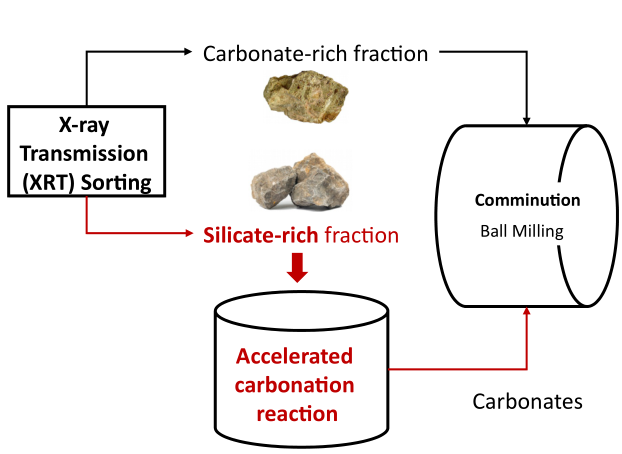 Carbonate-rich fraction
X-ray
Transmission
(XRT) Sorting
Comminution
Ball Milling
Silicate-rich fraction
Accelerated
carbonation
reaction
Carbonates